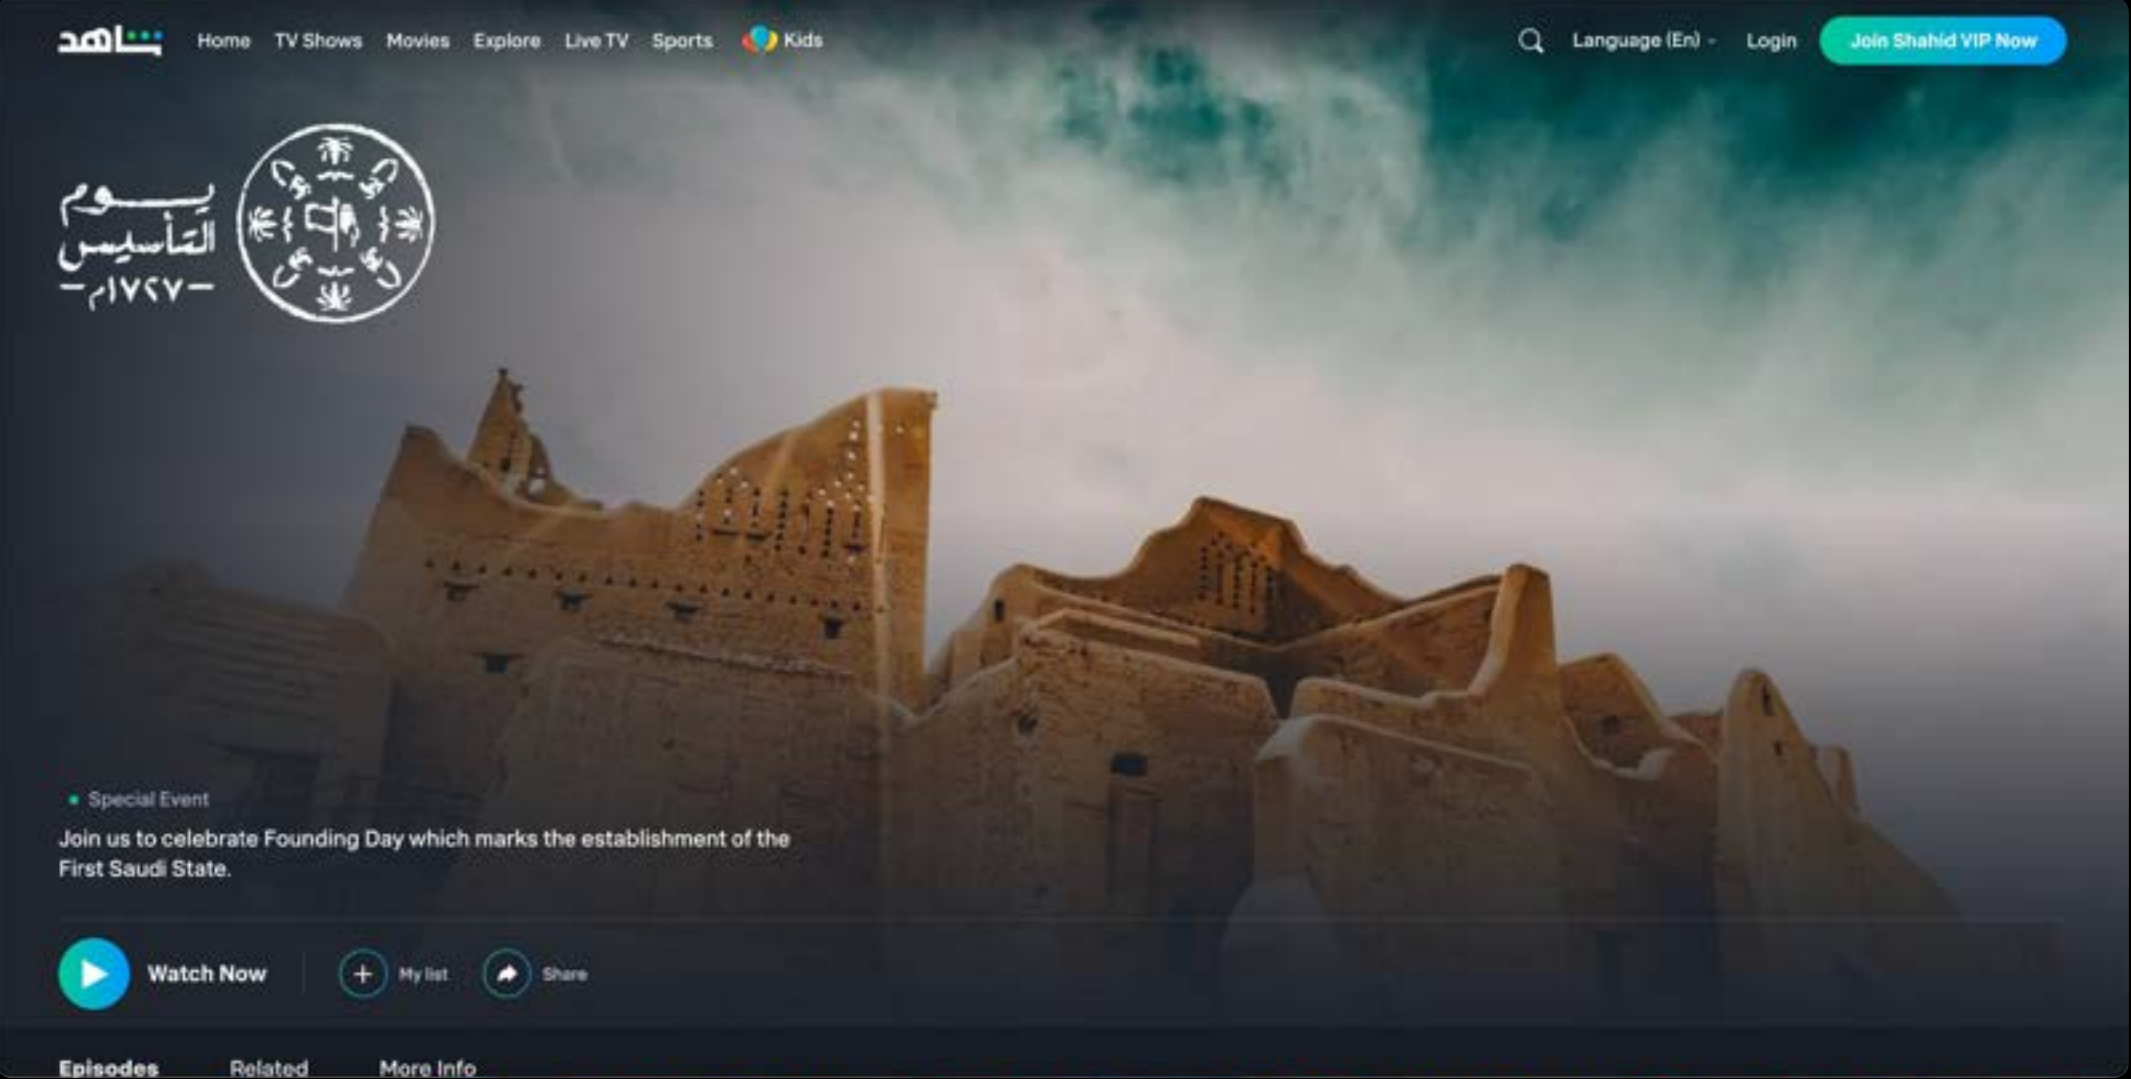 شاهد
Home
TV Shows
Movies
Explore
Live TV
Sports
Kids
Language (En)
Login
Join Shahid VIP Now
يوم
التأسيس
١٧٢٧م
Special Event
Join us to celebrate Founding Day which marks the establishment of the
First Saudi State.
Watch Now
My list
Share
Episodes
Related
More Info